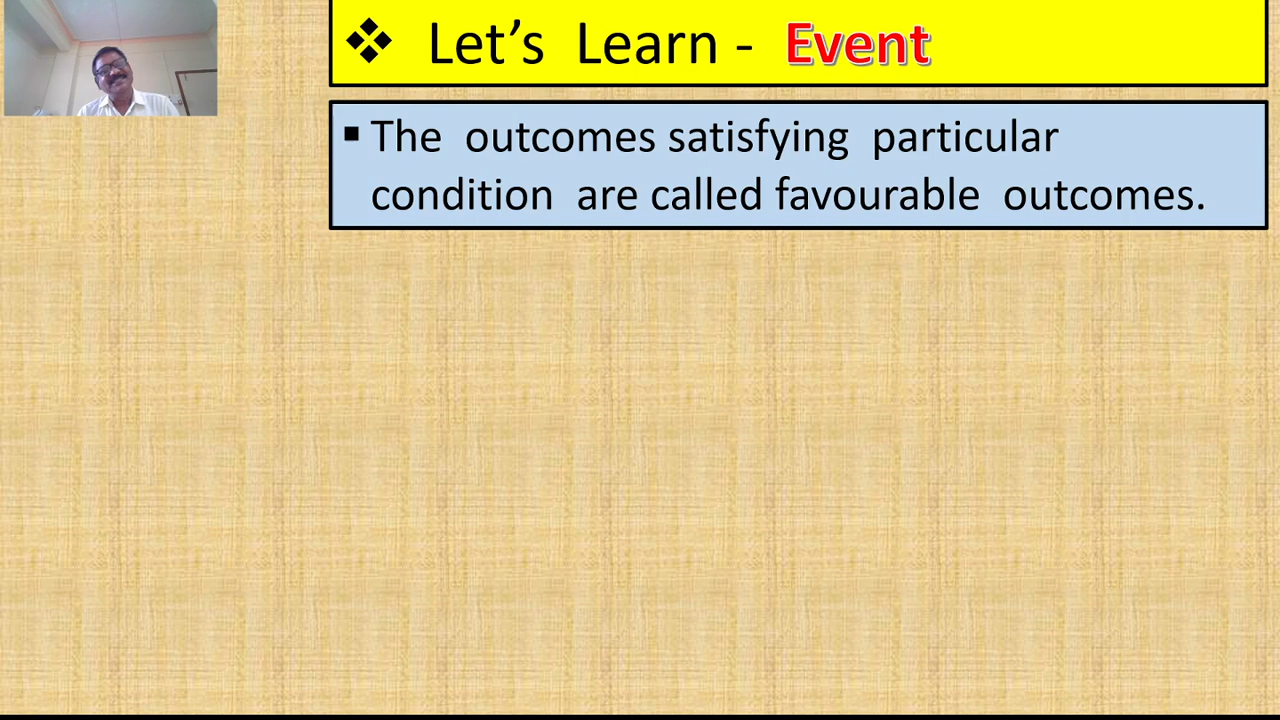 ❖ Let’s Learn - Event
▪ The outcomes satisfying particular
condition are called favourable outcomes.